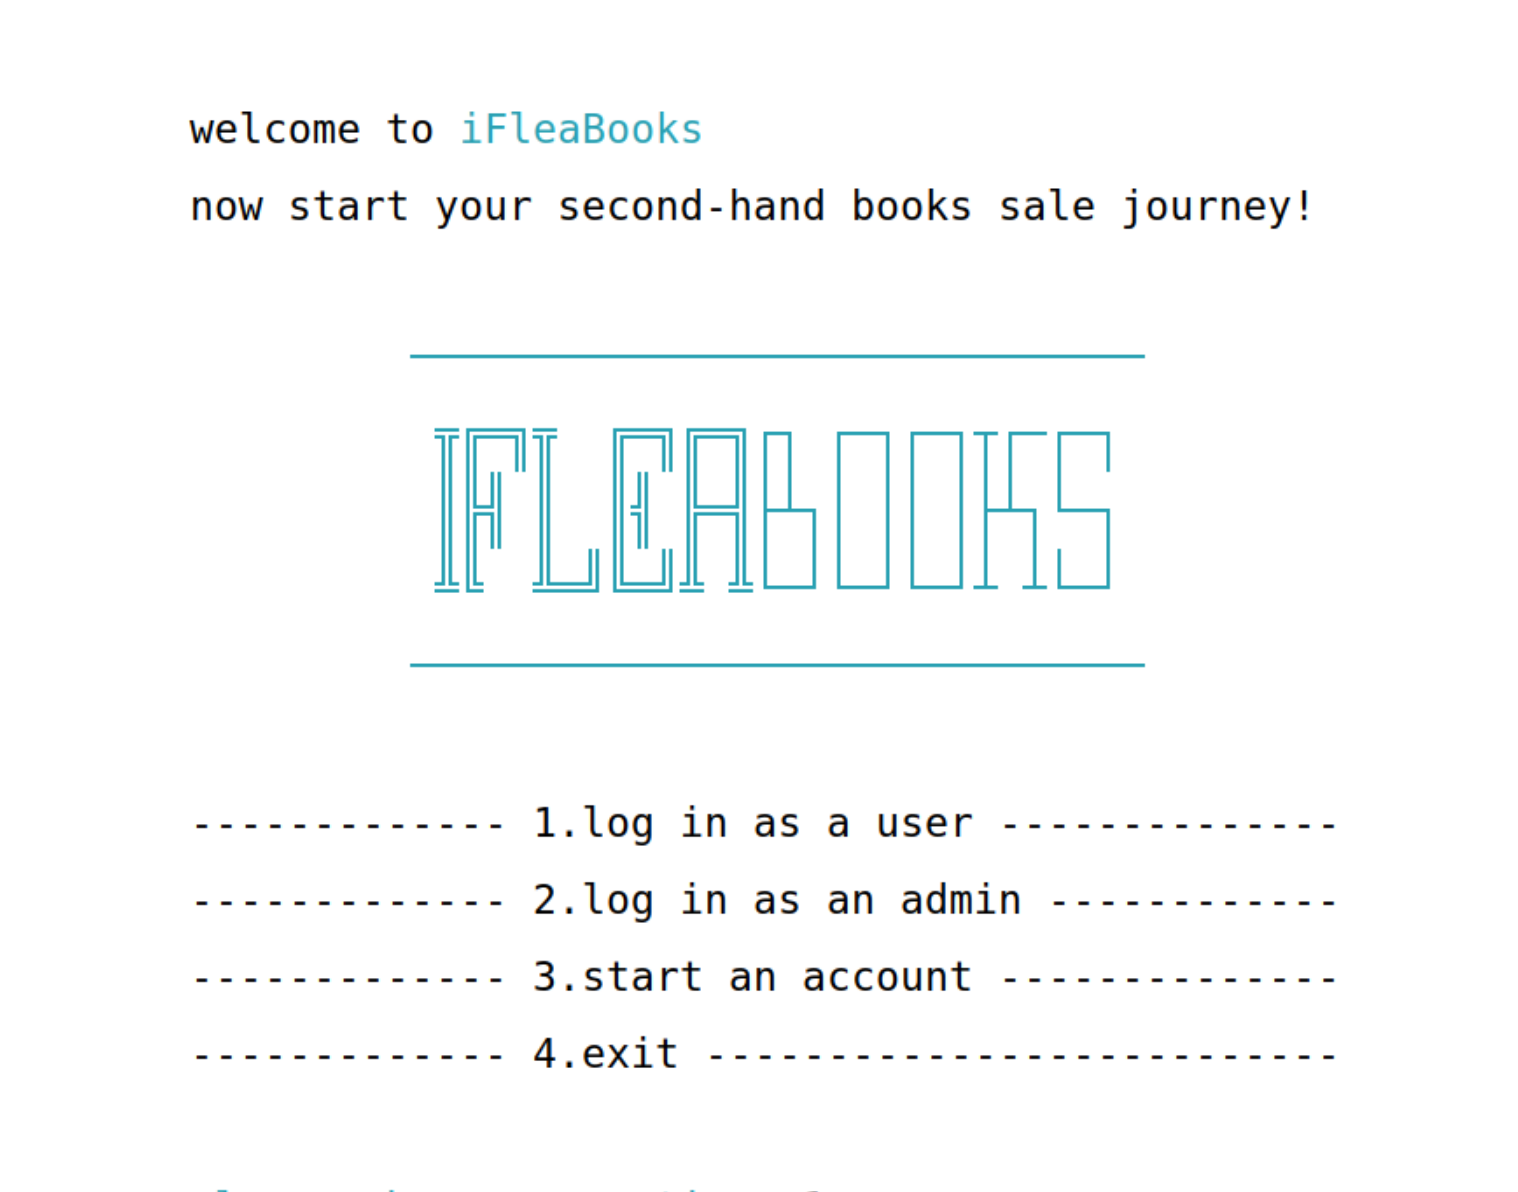 welcome to iFleaBooks
now start your second-hand books sale journey!
IFLEABOOKS
------------- 1.log in as a user --------------
------------- 2.log in as an admin ------------
------------- 3.start an account --------------
------------- 4.exit --------------------------